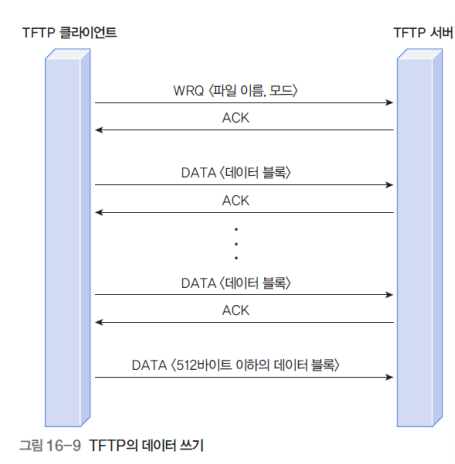 TFTP 클라이언트 TFTP 서버
WRQ 〈파일 이름, 모드〉
ACK
DATA 〈데이터 블록〉
ACK
DATA 〈데이터 블록〉
ACK
DATA 〈512바이트 이하의 데이터 블록〉
그림 16-9 TFTP의 데이터 쓰기